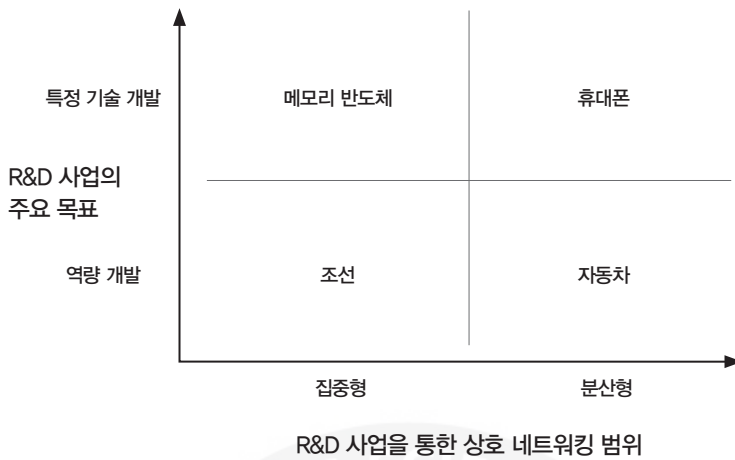 특정 기술 개발
메모리 반도체
휴대폰
R&D 사업의
주요 목표
역량 개발
조선
자동차
집중형
분산형
R&D 사업을 통한 상호 네트워킹 범위